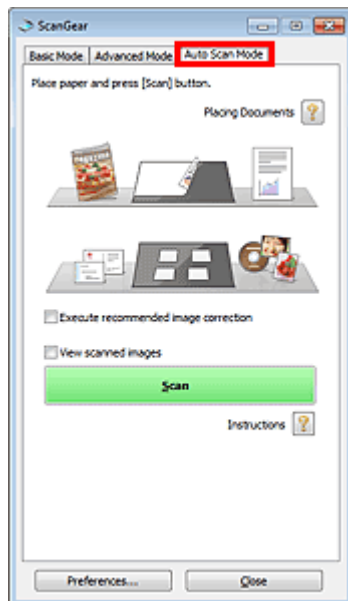 ScanGear
Basic Mode Advanced Mode Auto Scan Mode
Place paper and press [Scan] button.
Placing Documents
magazine
Execute recommended image correction
View scanned images
Scan
Instructions
Preferences... Close